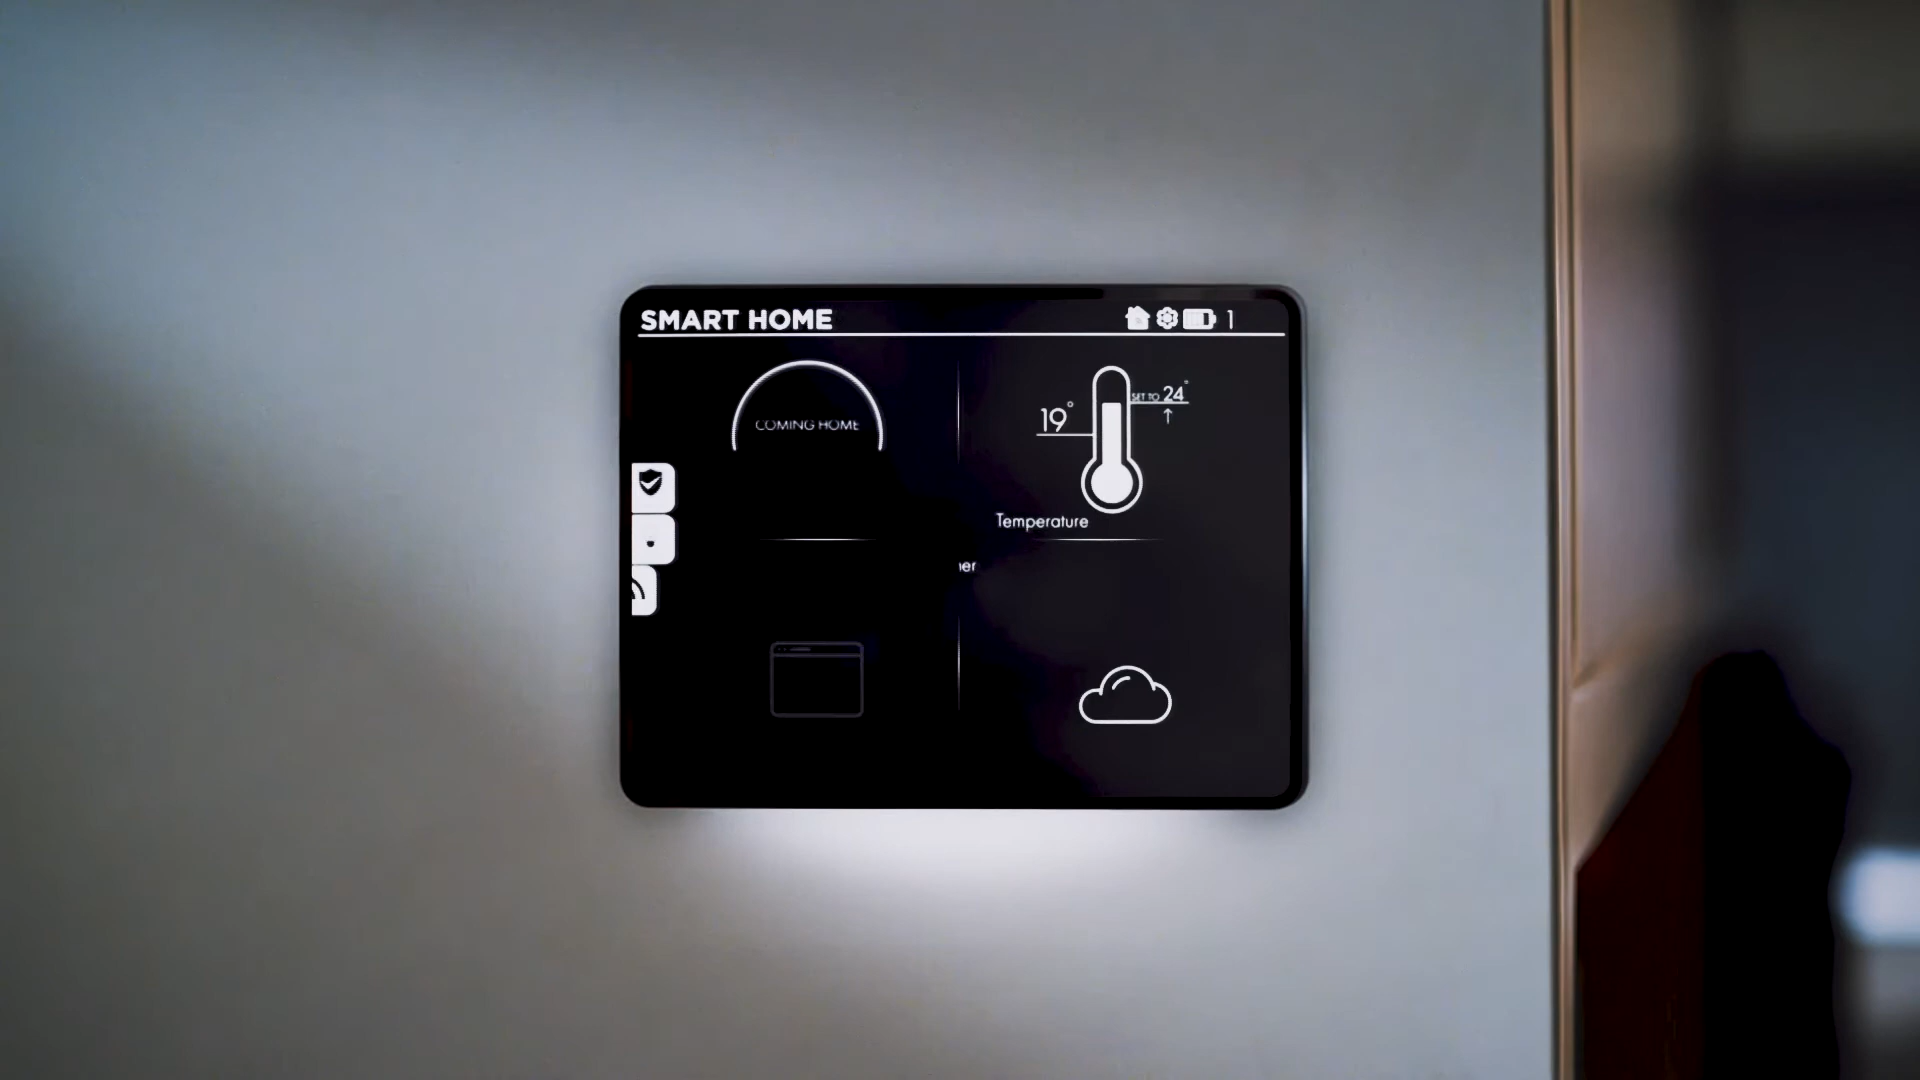 SMART HOME
1
COMING HOME
SET TO 24°
19°
Temperature